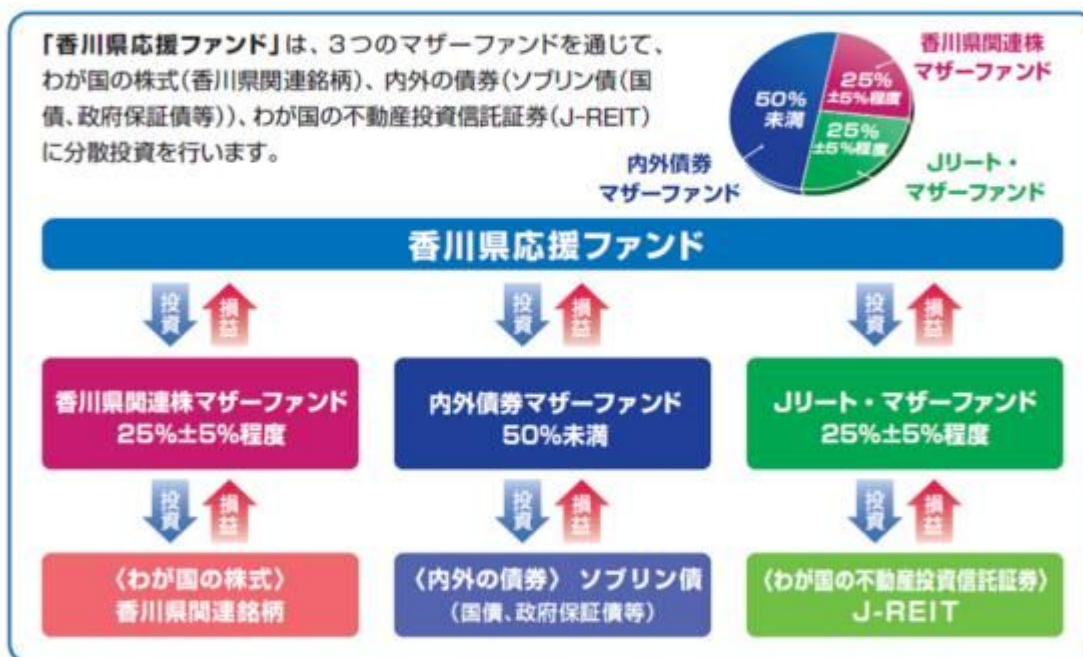 「香川県応援ファンド」は、3つのマザーファンドを通じて、
わが国の株式(香川県関連銘柄)、内外の債券(ソブリン債(国
債、政府保証債等))、わが国の不動産投資信託証券(J-REIT)
に分散投資を行います。
香川県関連株
マザーファンド
25%
±5%程度
50%
未満
25%
±5%程度
内外債券
マザーファンド
Jリート・
マザーファンド
香川県応援ファンド
投資
損益
投資
損益
投資
損益
香川県関連株マザーファンド
25%±5%程度
内外債券マザーファンド
50%未満
Jリート・マザーファンド
25%±5%程度
投資
損益
投資
損益
投資
損益
〈わが国の株式〉
香川県関連銘柄
〈内外の債券〉 ソブリン債
(国債、政府保証債等)
〈わが国の不動産投資信託証券〉
J-REIT